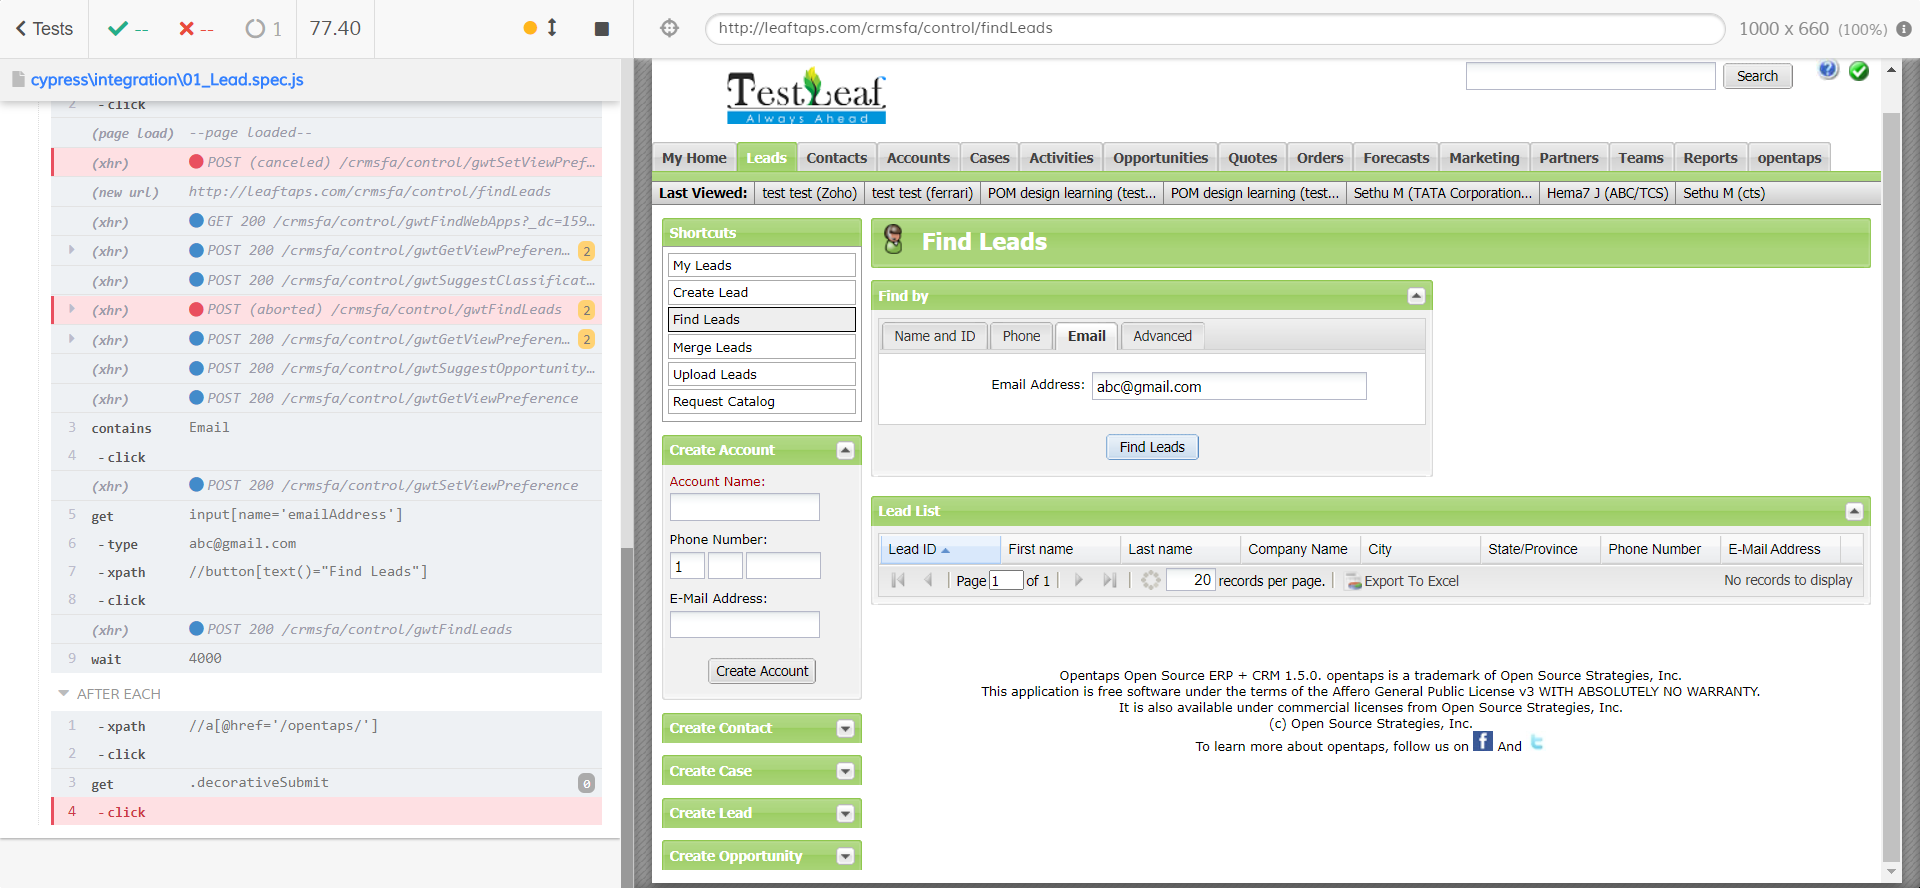 Tests -- -- 1 77.40
cypress\integration\01_Lead.spec.js
2 - click
(page load) --page loaded--
(xhr) POST (canceled) /crmsfa/control/gwtSetViewPref...
(new url) http://leaftaps.com/crmsfa/control/findLeads
(xhr) GET 200 /crmsfa/control/gwtFindWebApps?_dc=159...
(xhr) POST 200 /crmsfa/control/gwtGetViewPreferen... 2
(xhr) POST 200 /crmsfa/control/gwtSuggestClassificat...
(xhr) POST (aborted) /crmsfa/control/gwtFindLeads 2
(xhr) POST 200 /crmsfa/control/gwtGetViewPreferen... 2
(xhr) POST 200 /crmsfa/control/gwtSuggestOpportunity...
(xhr) POST 200 /crmsfa/control/gwtGetViewPreference
3 contains Email
4 - click
(xhr) POST 200 /crmsfa/control/gwtSetViewPreference
5 get input[name='emailAddress']
6 - type abc@gmail.com
7 - xpath //button[text()="Find Leads"]
8 - click
(xhr) POST 200 /crmsfa/control/gwtFindLeads
9 wait 4000
AFTER EACH
1 - xpath //a[@href='/opentaps/']
2 - click
3 get .decorativeSubmit 0
4 - click
http://leaftaps.com/crmsfa/control/findLeads 1000 x 660 (100%)
TestLeaf
Always Ahead
Search
My Home Leads Contacts Accounts Cases Activities Opportunities Quotes Orders Forecasts Marketing Partners Teams Reports opentaps
Last Viewed: test test (Zoho) test test (ferrari) POM design learning (test... POM design learning (test... Sethu M (TATA Corporation... Hema7 J (ABC/TCS) Sethu M (cts)
Shortcuts
My Leads
Create Lead
Find Leads
Merge Leads
Upload Leads
Request Catalog
Create Account
Account Name:
Phone Number:
1
E-Mail Address:
Create Account
Create Contact
Create Case
Create Lead
Create Opportunity
Find Leads
Find by
Name and ID Phone Email Advanced
Email Address: abc@gmail.com
Find Leads
Lead List
Lead ID First name Last name Company Name City State/Province Phone Number E-Mail Address
Page 1 of 1 20 records per page. Export To Excel No records to display
Opentaps Open Source ERP + CRM 1.5.0. opentaps is a trademark of Open Source Strategies, Inc.
This application is free software under the terms of the Affero General Public License v3 WITH ABSOLUTELY NO WARRANTY.
It is also available under commercial licenses from Open Source Strategies, Inc.
(c) Open Source Strategies, Inc.
To learn more about opentaps, follow us on f And t